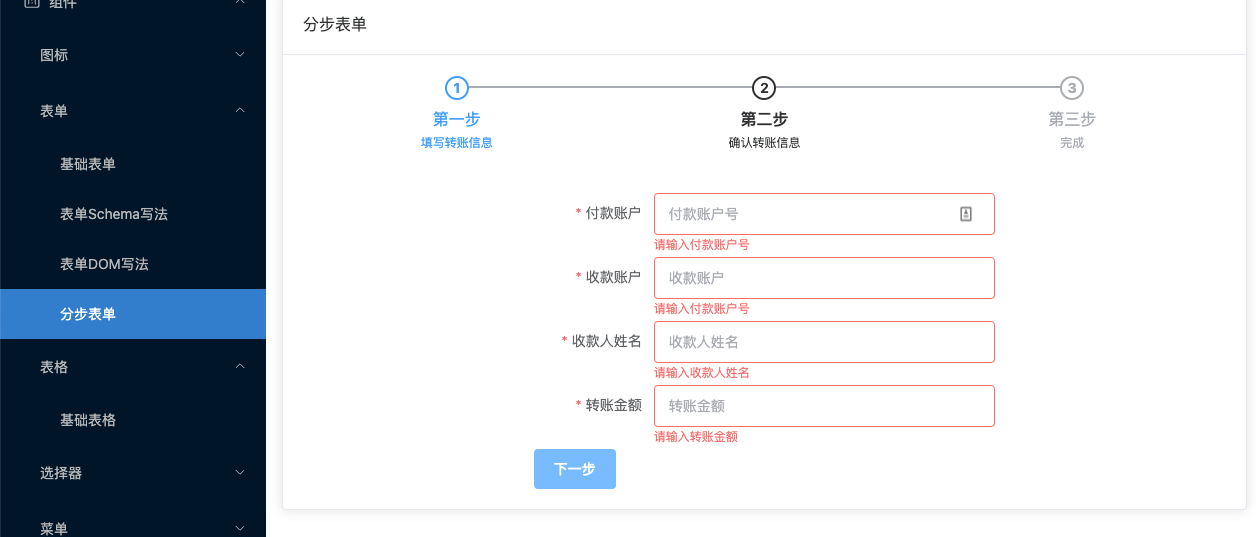 组件
图标
表单
基础表单
表单Schema写法
表单DOM写法
分步表单
表格
基础表格
选择器
菜单
分步表单
1
2
3
第一步
第二步
第三步
填写转账信息
确认转账信息
完成
* 付款账户
付款账户号
请输入付款账户号
* 收款账户
收款账户
请输入付款账户号
* 收款人姓名
收款人姓名
请输入收款人姓名
* 转账金额
转账金额
请输入转账金额
下一步